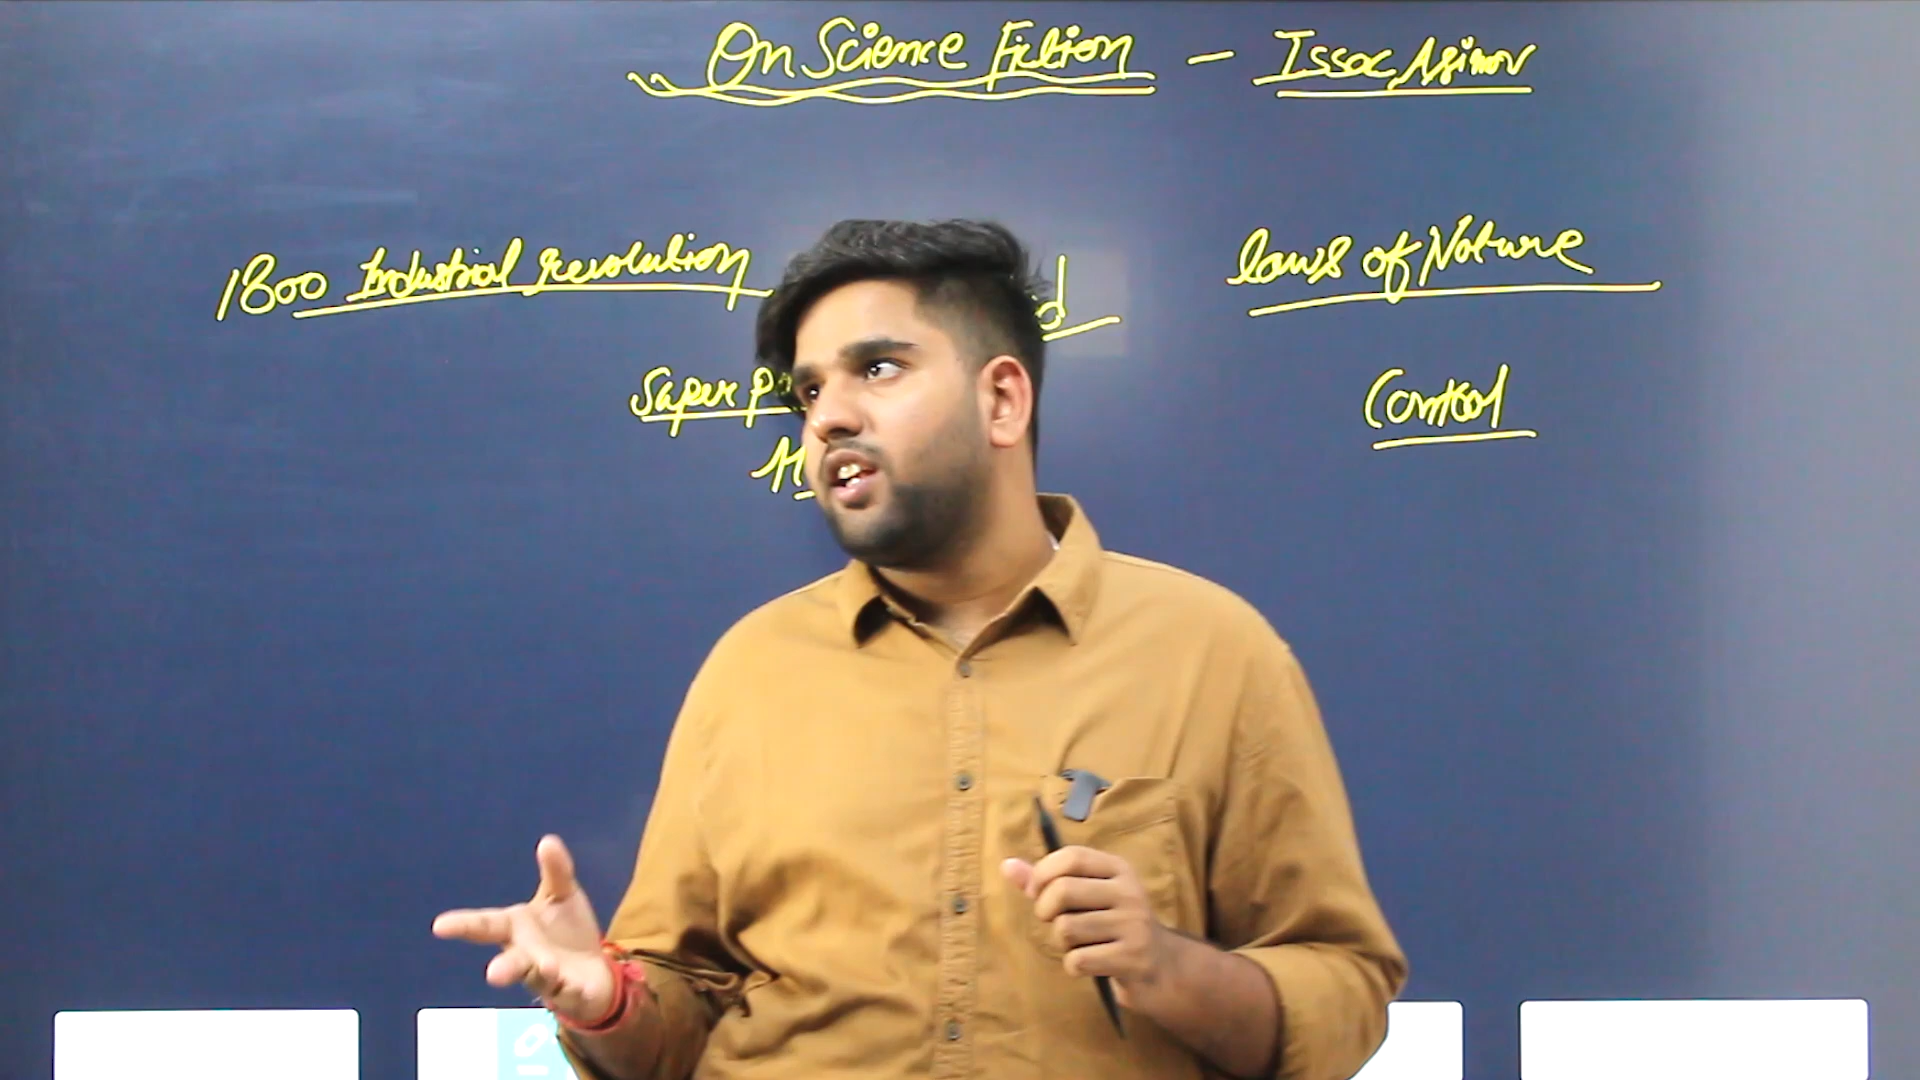 On Science Fiction - Issac Asimov
1800 Industrial revolution
laws of Nature
Super
Control